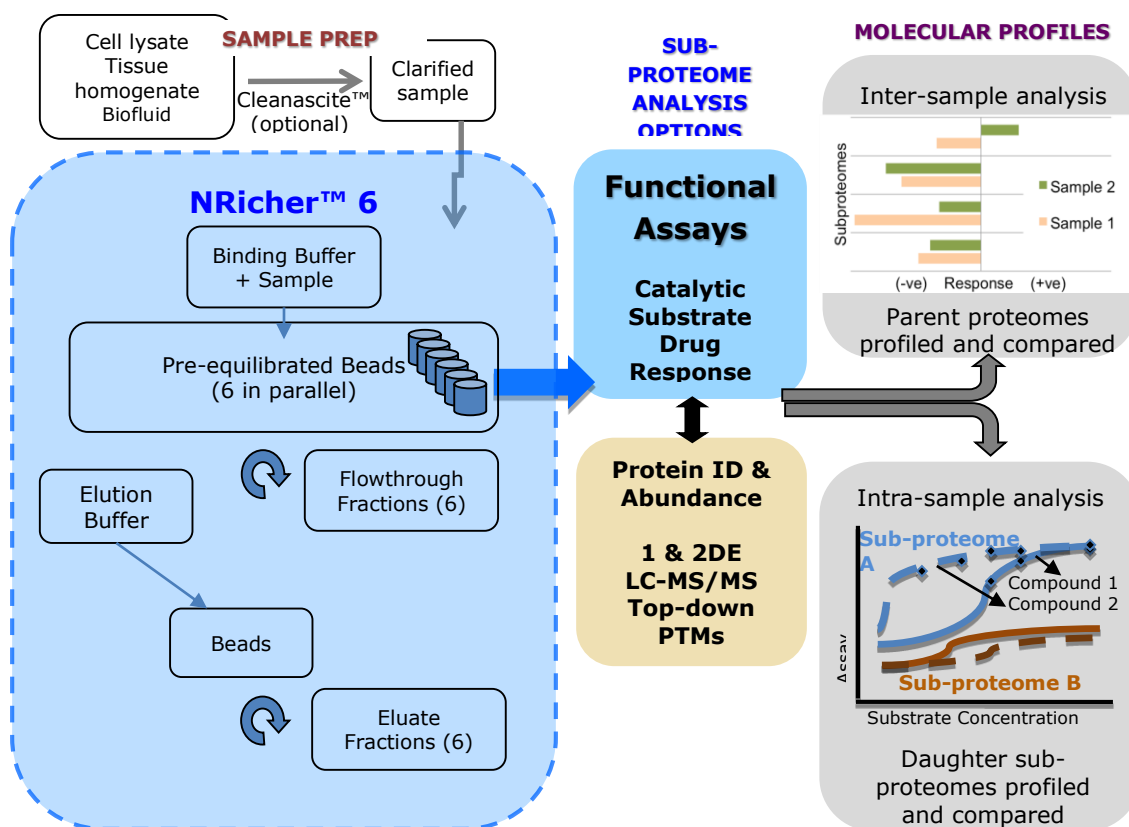 Cell lysate
Tissue
homogenate
Biofluid
SAMPLE PREP
Cleanascite™
(optional)
Clarified
sample
NRicher™ 6
Binding Buffer
+ Sample
Pre-equilibrated Beads
(6 in parallel)
Flowthrough
Fractions (6)
Elution
Buffer
Beads
Eluate
Fractions (6)
SUB-
PROTEOME
ANALYSIS
OPTIONS
Functional
Assays
Catalytic
Substrate
Drug
Response
Protein ID &
Abundance
1 & 2DE
LC-MS/MS
Top-down
PTMs
MOLECULAR PROFILES
Inter-sample analysis
Subproteomes
Sample 2
Sample 1
(-ve) Response (+ve)
Parent proteomes
profiled and compared
Intra-sample analysis
Sub-proteome
A
Compound 1
Compound 2
Sub-proteome B
Assay
Substrate Concentration
Daughter sub-
proteomes profiled
and compared